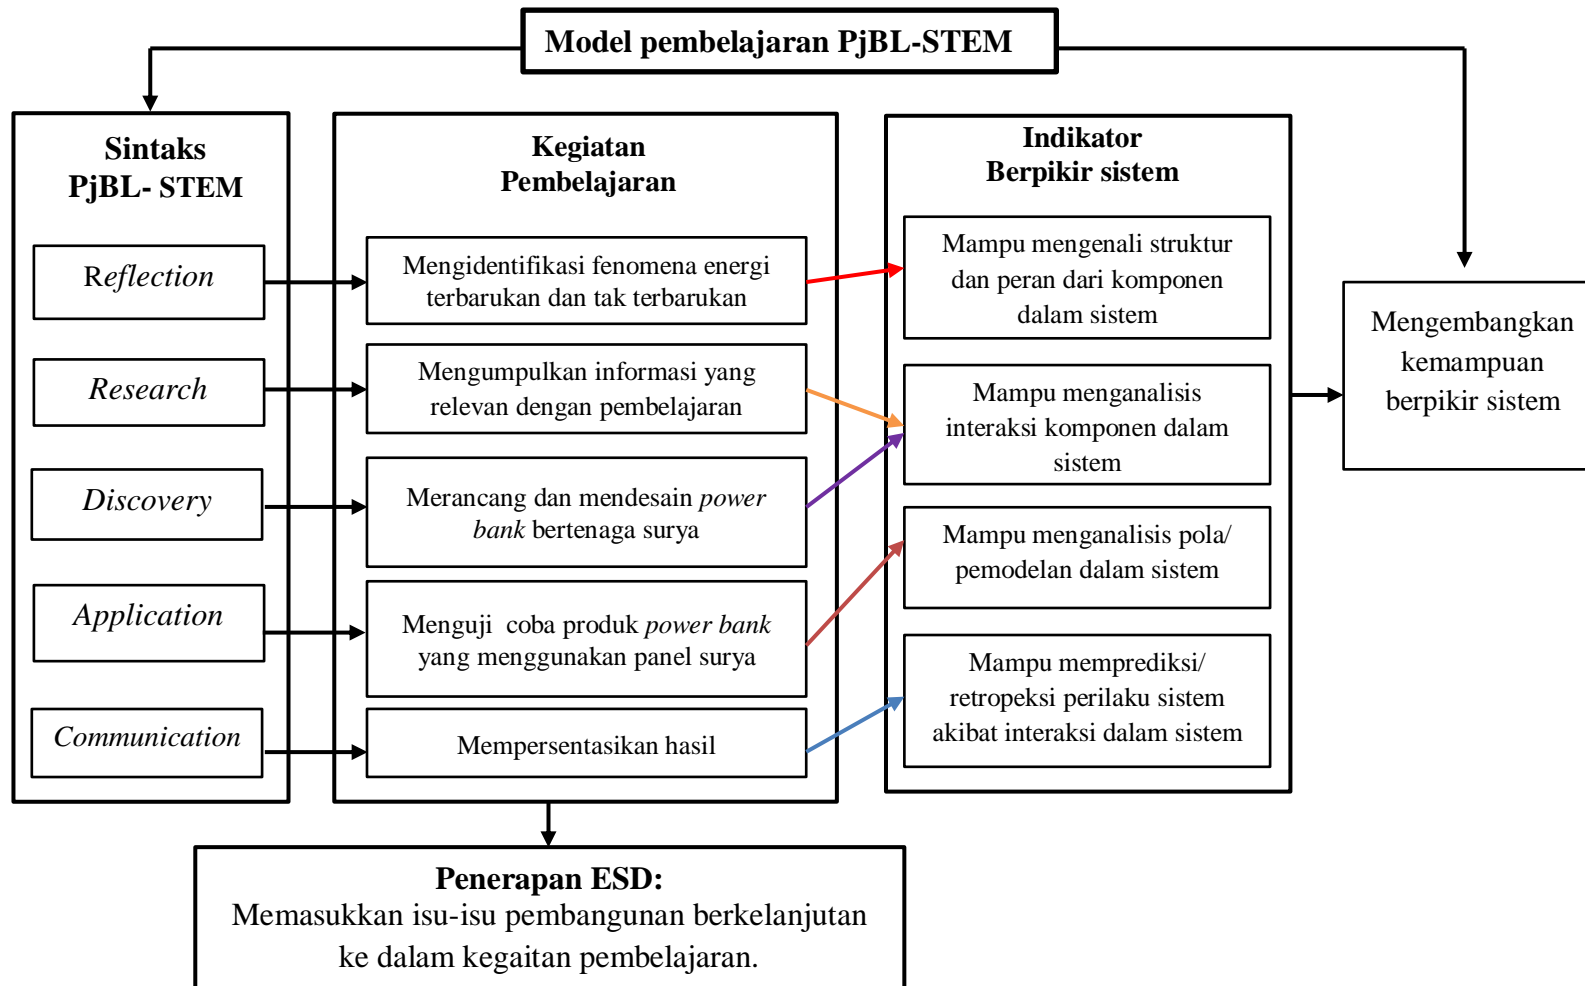 Model pembelajaran PjBL-STEM
Sintaks
PjBL- STEM
Reflection
Research
Discovery
Application
Communication
Kegiatan
Pembelajaran
Mengidentifikasi fenomena energi
terbarukan dan tak terbarukan
Mengumpulkan informasi yang
relevan dengan pembelajaran
Merancang dan mendesain power
bank bertenaga surya
Menguji coba produk power bank
yang menggunakan panel surya
Mempersentasikan hasil
Indikator
Berpikir sistem
Mampu mengenali struktur
dan peran dari komponen
dalam sistem
Mampu menganalisis
interaksi komponen dalam
sistem
Mampu menganalisis pola/
pemodelan dalam sistem
Mampu memprediksi/
retropeksi perilaku sistem
akibat interaksi dalam sistem
Mengembangkan
kemampuan
berpikir sistem
Penerapan ESD:
Memasukkan isu-isu pembangunan berkelanjutan
ke dalam kegaitan pembelajaran.